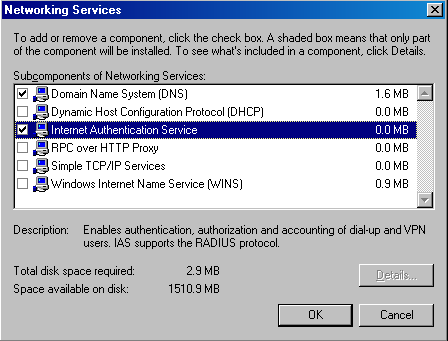 Networking Services
To add or remove a component, click the check box. A shaded box means that only part
of the component will be installed. To see what's included in a component, click Details.
Subcomponents of Networking Services:
Domain Name System (DNS) 1.6 MB
Dynamic Host Configuration Protocol (DHCP) 0.0 MB
Internet Authentication Service 0.0 MB
RPC over HTTP Proxy 0.0 MB
Simple TCP/IP Services 0.0 MB
Windows Internet Name Service (WINS) 0.9 MB
Description: Enables authentication, authorization and accounting of dial-up and VPN
users. IAS supports the RADIUS protocol.
Total disk space required: 2.9 MB
Space available on disk: 1510.9 MB
Details...
OK Cancel